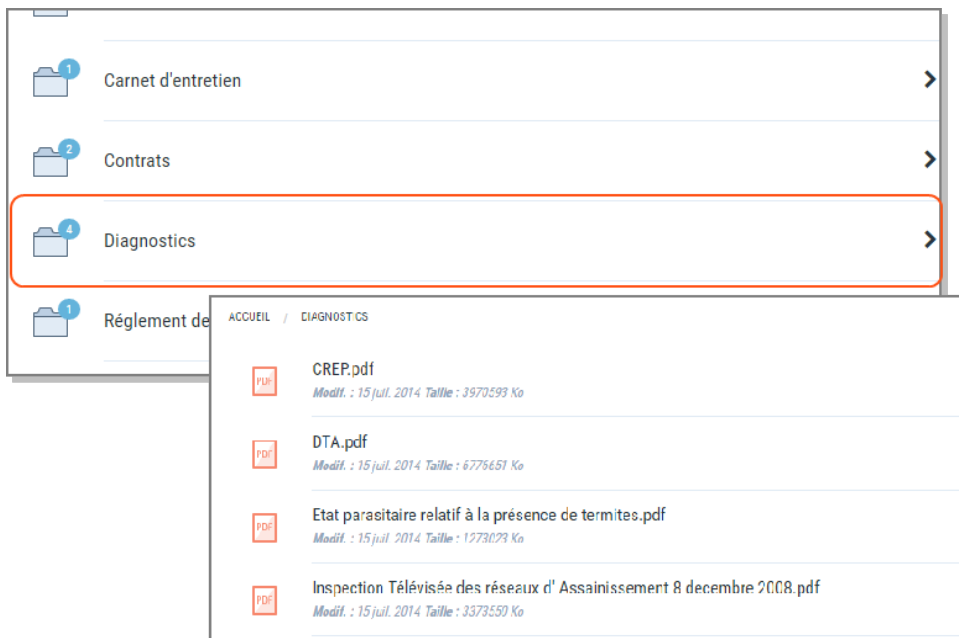 1
Carnet d'entretien
2
Contrats
4
Diagnostics
1
Réglement de
ACCUEIL / DIAGNOSTICS
PDF
CREP.pdf
Modif. : 15 juil. 2014 Taille : 3970593 Ko
PDF
DTA.pdf
Modif. : 15 juil. 2014 Taille : 6775651 Ko
PDF
Etat parasitaire relatif à la présence de termites.pdf
Modif. : 15 juil. 2014 Taille : 1273023 Ko
PDF
Inspection Télévisée des réseaux d' Assainissement 8 decembre 2008.pdf
Modif. : 15 juil. 2014 Taille : 3373550 Ko